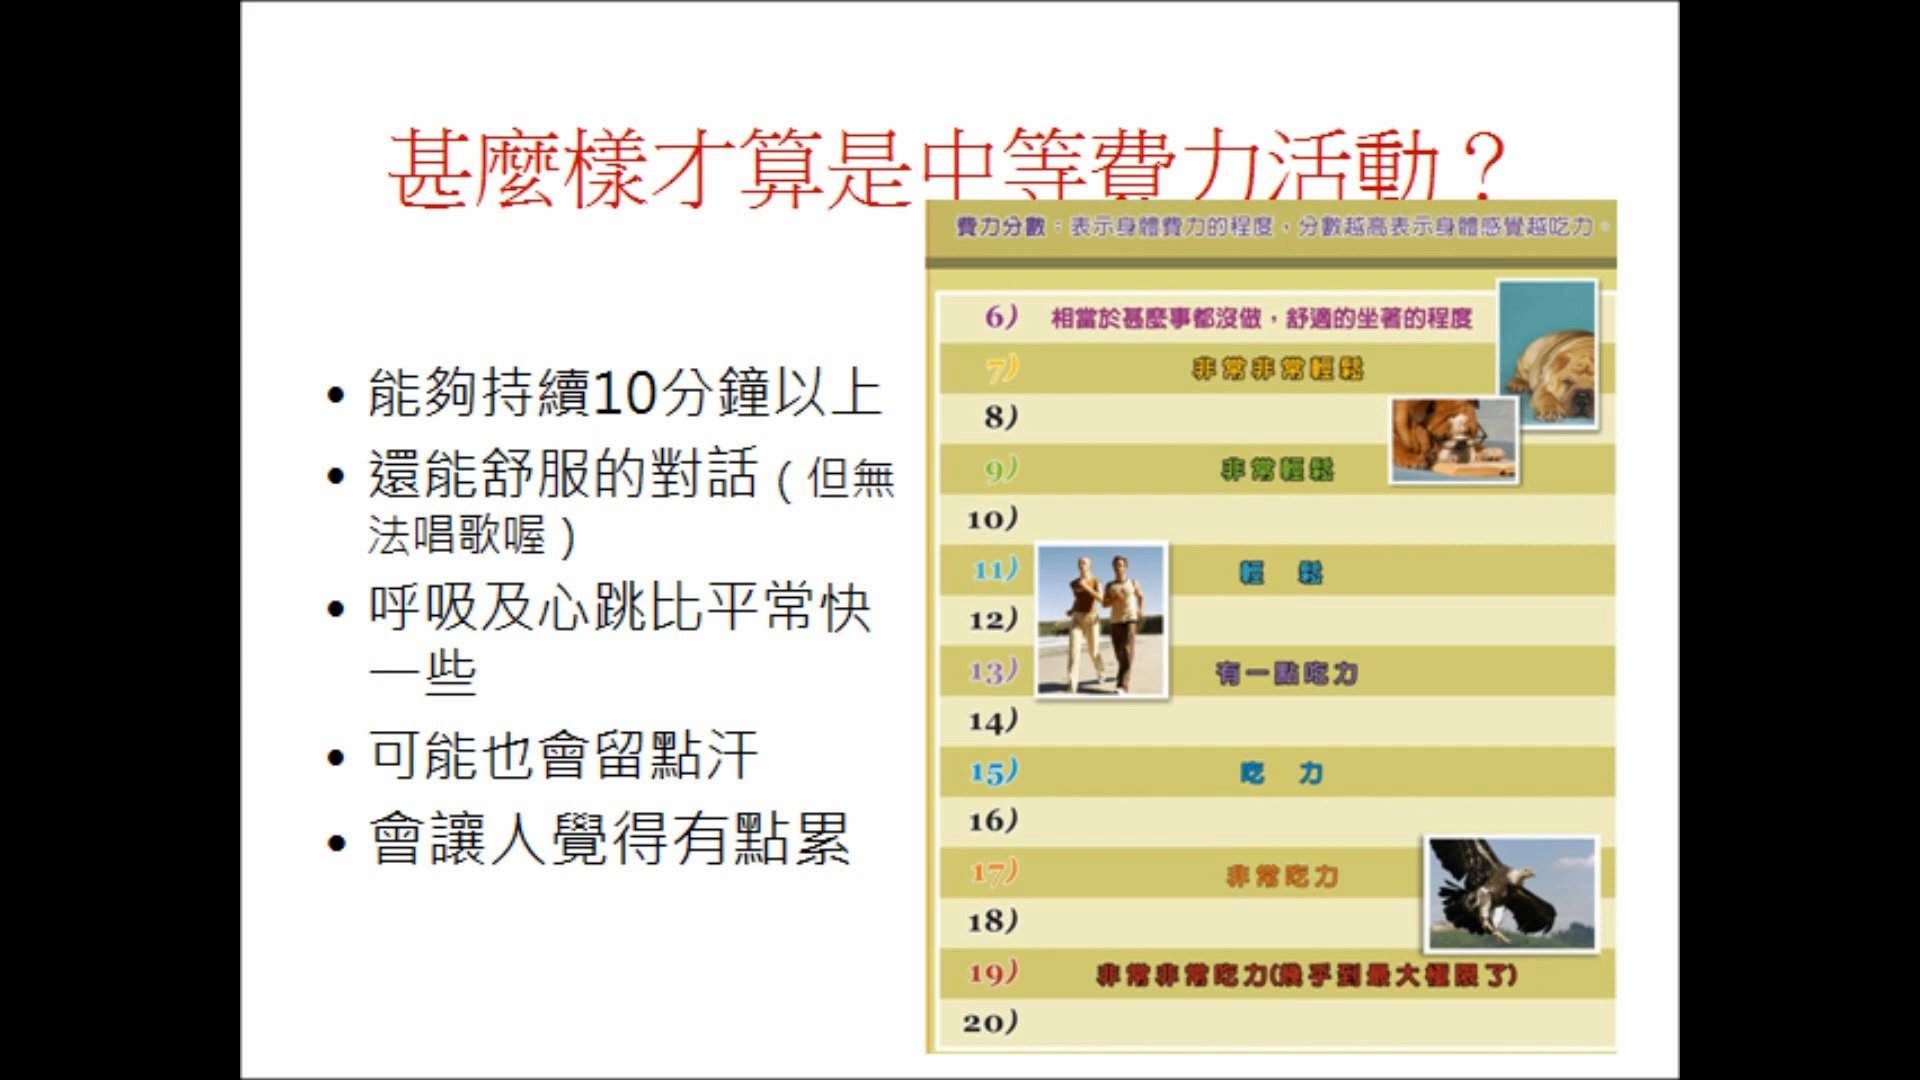 甚麼樣才算是中等費力活動？
• 能夠持續10分鐘以上
• 還能舒服的對話（但無
法唱歌喔）
• 呼吸及心跳比平常快
一些
• 可能也會留點汗
• 會讓人覺得有點累
費力分數：表示身體費力的程度，分數越高表示身體感覺越吃力。
6) 相當於甚麼事都沒做，舒適的坐著的程度
7) 非常非常輕鬆
8)
9) 非常輕鬆
10)
11) 輕 鬆
12)
13) 有一點吃力
14)
15) 吃 力
16)
17) 非常吃力
18)
19) 非常非常吃力(幾乎到最大極限了)
20)